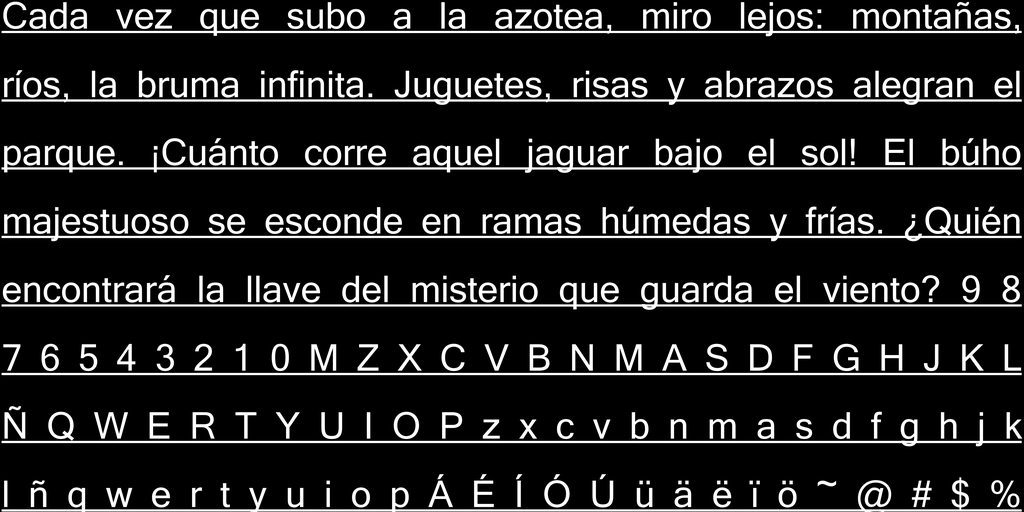 Cada vez que subo a la azotea, miro lejos: montañas,
ríos, la bruma infinita. Juguetes, risas y abrazos alegran el
parque. ¡Cuánto corre aquel jaguar bajo el sol! El búho
majestuoso se esconde en ramas húmedas y frías. ¿Quién
encontrará la llave del misterio que guarda el viento? 9 8
7 6 5 4 3 2 1 0 M Z X C V B N M A S D F G H J K L
Ñ Q W E R T Y U I O P z x c v b n m a s d f g h j k
l ñ q w e r t y u i o p Á É Í Ó Ú ü ä ë ï ö ~ @ # $ %